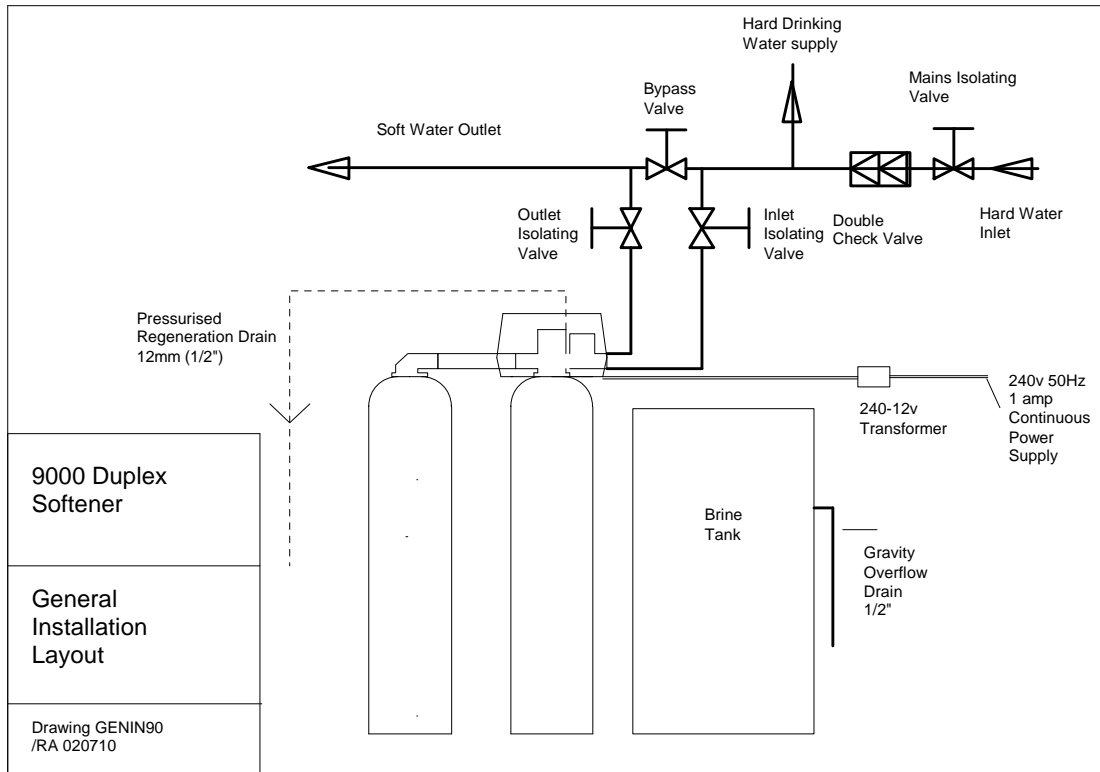 Hard Drinking
Water supply
Mains Isolating
Valve
Bypass
Valve
Soft Water Outlet
Outlet
Isolating
Valve
Inlet
Isolating
Valve
Double
Check Valve
Hard Water
Inlet
Pressurised
Regeneration Drain
12mm (1/2")
240-12v
Transformer
240v 50Hz
1 amp
Continuous
Power
Supply
9000 Duplex
Softener
Brine
Tank
Gravity
Overflow
Drain
1/2"
General
Installation
Layout
Drawing GENIN90
/RA 020710